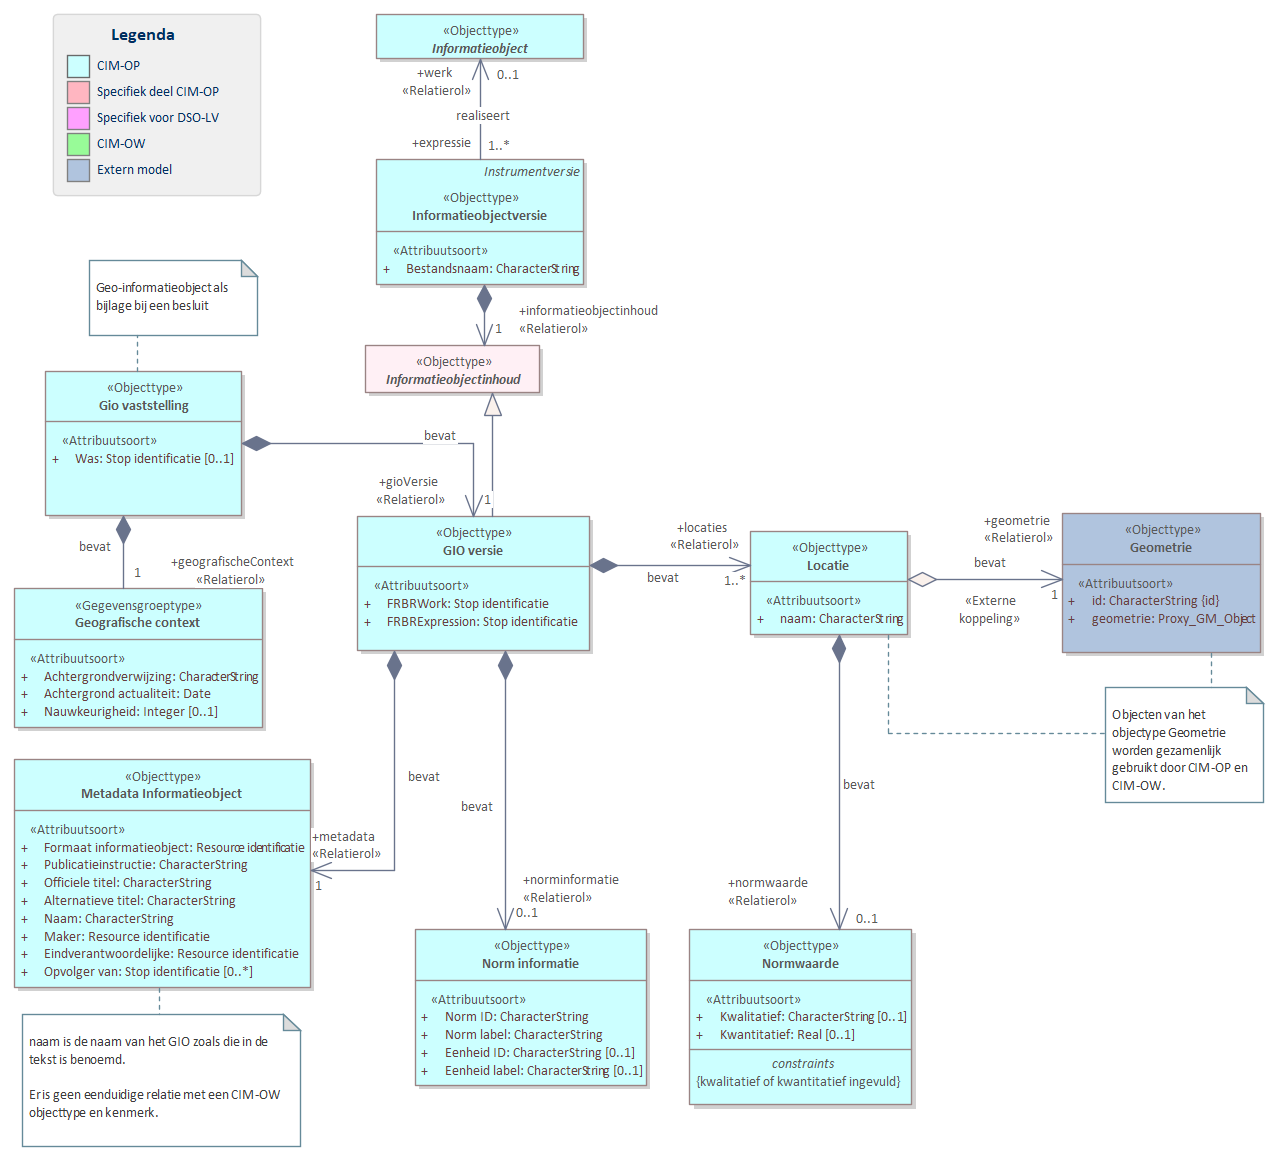 Legenda
CIM-OP
Specifiek deel CIM-OP
Specifiek voor DSO-LV
CIM-OW
Extern model
«Objecttype»
Informatieobject
+werk
0..1
«Relatierol»
realiseert
+expressie
1..*
Instrumentversie
«Objecttype»
Informatieobjectversie
«Attribuutsoort»
+ Bestandsnaam: CharacterString
+informatieobjectinhoud
«Relatierol»
1
«Objecttype»
Informatieobjectinhoud
Geo-informatieobject als
bijlage bij een besluit
«Objecttype»
Gio vaststelling
«Attribuutsoort»
+ Was: Stop identificatie [0..1]
bevat
+gioVersie
«Relatierol»
1
bevat
+geografischeContext
1
«Relatierol»
«Gegevensgroeptype»
Geografische context
«Attribuutsoort»
+ Achtergrondverwijzing: CharacterString
+ Achtergrond actualiteit: Date
+ Nauwkeurigheid: Integer [0..1]
«Objecttype»
GIO versie
«Attribuutsoort»
+ FRBRWork: Stop identificatie
+ FRBRExpression: Stop identificatie
+locaties
«Relatierol»
bevat
1..*
«Objecttype»
Locatie
«Attribuutsoort»
+ naam: CharacterString
+geometrie
«Relatierol»
bevat
1
«Externe
koppeling»
«Objecttype»
Geometrie
«Attribuutsoort»
+ id: CharacterString {id}
+ geometrie: Proxy_GM_Object
Objecten van het
objectype Geometrie
worden gezamenlijk
gebruikt door CIM-OP en
CIM-OW.
«Objecttype»
Metadata Informatieobject
«Attribuutsoort»
+ Formaat informatieobject: Resource identificatie
+ Publicatieinstructie: CharacterString
+ Officiele titel: CharacterString
+ Alternatieve titel: CharacterString
+ Naam: CharacterString
+ Maker: Resource identificatie
+ Eindverantwoordelijke: Resource identificatie
+ Opvolger van: Stop identificatie [0..*]
bevat
+metadata
«Relatierol»
1
bevat
+norminformatie
«Relatierol»
0..1
bevat
+normwaarde
«Relatierol»
0..1
«Objecttype»
Norm informatie
«Attribuutsoort»
+ Norm ID: CharacterString
+ Norm label: CharacterString
+ Eenheid ID: CharacterString [0..1]
+ Eenheid label: CharacterString [0..1]
«Objecttype»
Normwaarde
«Attribuutsoort»
+ Kwalitatief: CharacterString [0..1]
+ Kwantitatief: Real [0..1]
constraints
{kwalitatief of kwantitatief ingevuld}
naam is de naam van het GIO zoals die in de
tekst is benoemd.
Er is geen eenduidige relatie met een CIM-OW
objecttype en kenmerk.